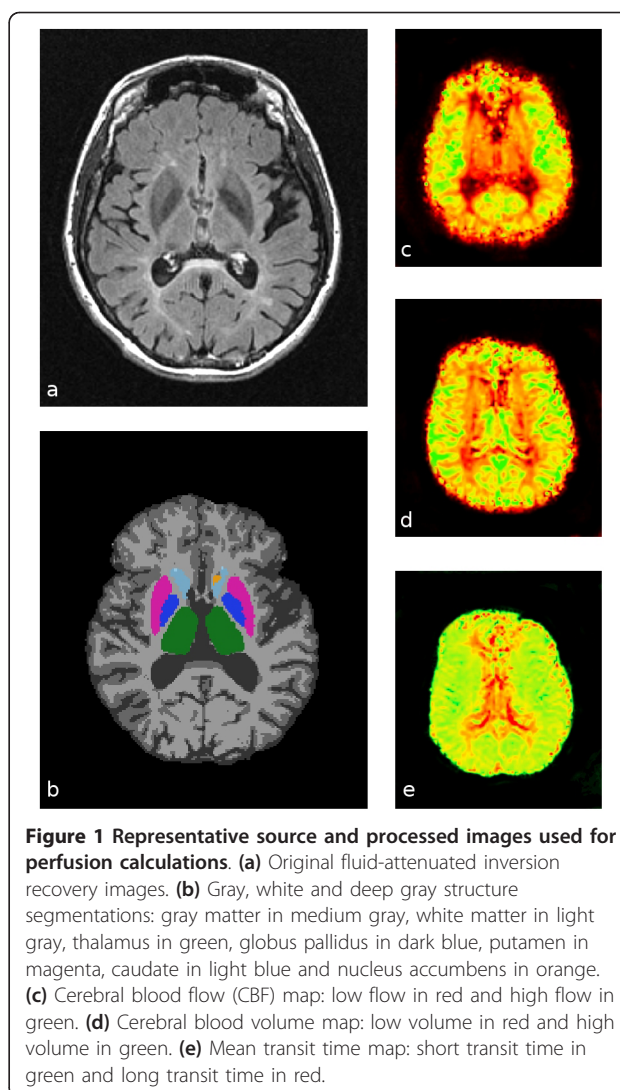 a
c
d
b
e
Figure 1 Representative source and processed images used for
perfusion calculations. (a) Original fluid-attenuated inversion
recovery images. (b) Gray, white and deep gray structure
segmentations: gray matter in medium gray, white matter in light
gray, thalamus in green, globus pallidus in dark blue, putamen in
magenta, caudate in light blue and nucleus accumbens in orange.
(c) Cerebral blood flow (CBF) map: low flow in red and high flow in
green. (d) Cerebral blood volume map: low volume in red and high
volume in green. (e) Mean transit time map: short transit time in
green and long transit time in red.